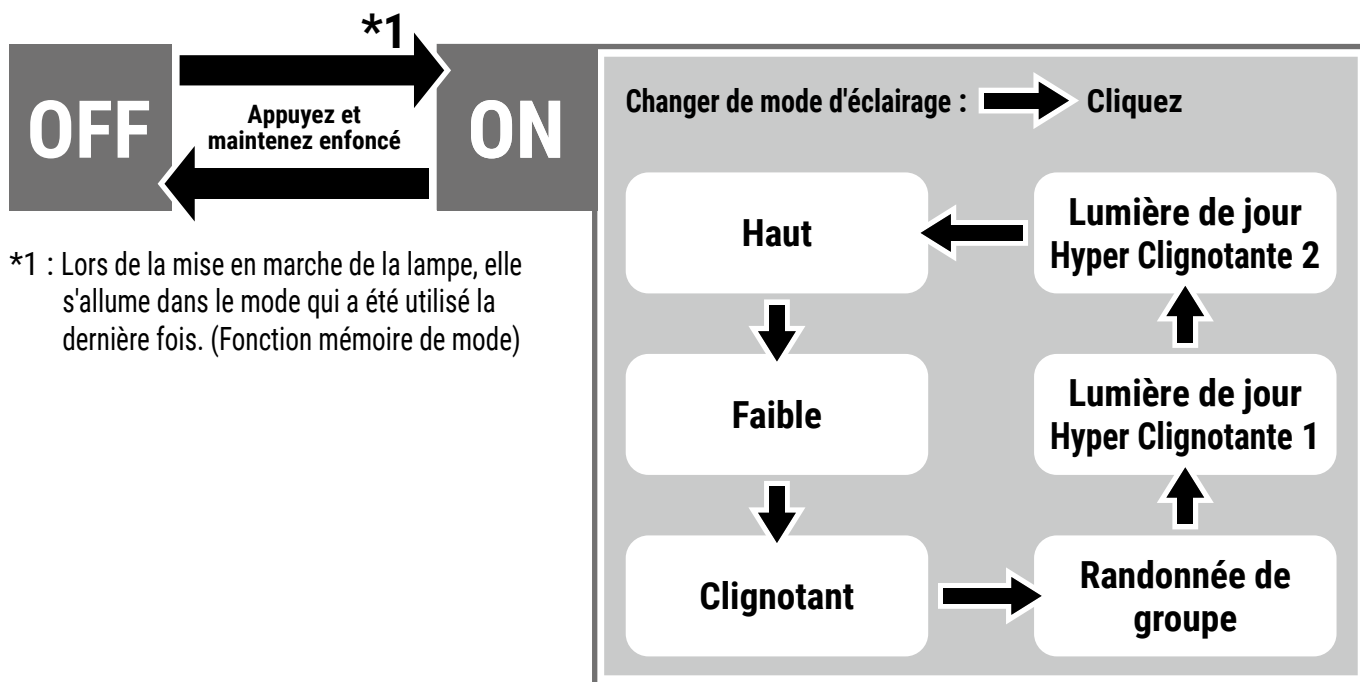 *1
OFF
Appuyez et
maintenez enfoncé
ON
*1 : Lors de la mise en marche de la lampe, elle
s'allume dans le mode qui a été utilisé la
dernière fois. (Fonction mémoire de mode)
Changer de mode d'éclairage :
Cliquez
Haut
Faible
Clignotant
Randonnée de
groupe
Lumière de jour
Hyper Clignotante 1
Lumière de jour
Hyper Clignotante 2